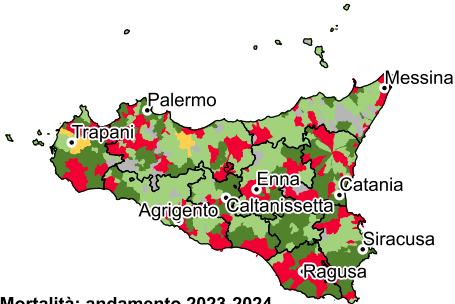 Messina
Palermo
Trapani
Enna
Catania
Caltanissetta
Agrigento
Siracusa
Ragusa
Mortalità: andamento 2023-2024